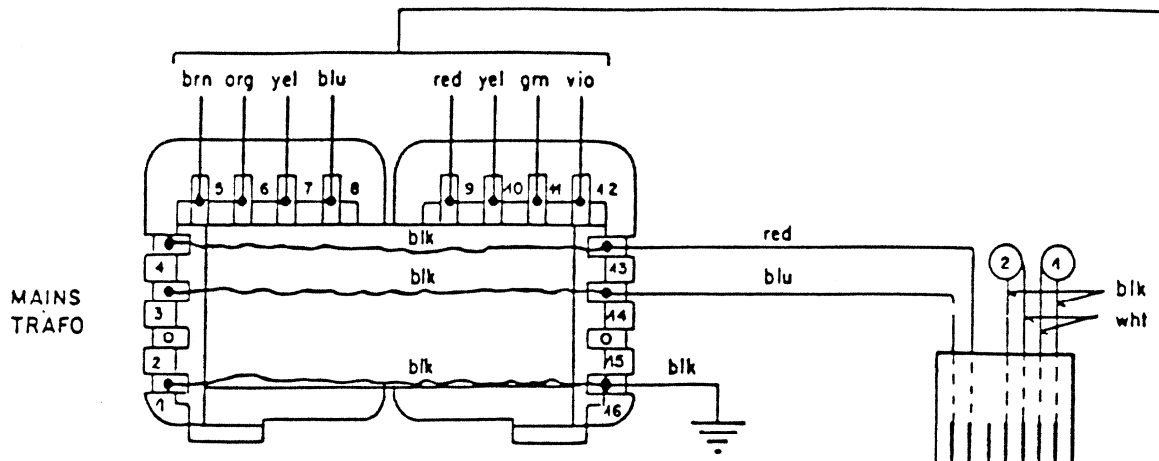 brn org yel blu red yel grn vio
5 6 7 8 9 10 11 12
blk red
4 13 2 1
blk blu blk
MAINS 3 14 wht
TRAFO 0 0
2 15
blk blk
1 16